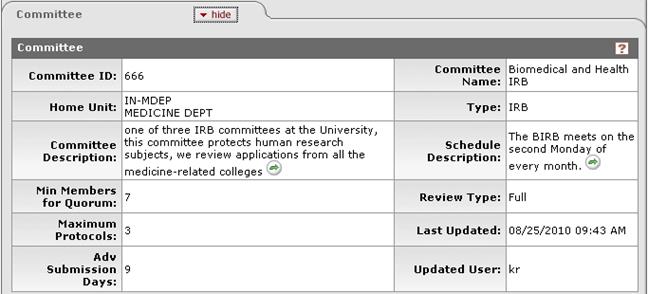 Committee
hide
Committee
?
Committee ID:
666
Committee
Name:
Biomedical and Health
IRB
Home Unit:
IN-MDEP
MEDICINE DEPT
Type:
IRB
Committee
Description:
one of three IRB committees at the University,
this committee protects human research
subjects, we review applications from all the
medicine-related colleges
Schedule
Description:
The BIRB meets on the
second Monday of
every month.
Min Members
for Quorum:
7
Review Type:
Full
Maximum
Protocols:
3
Last Updated:
08/25/2010 09:43 AM
Adv
Submission
Days:
9
Updated User:
kr